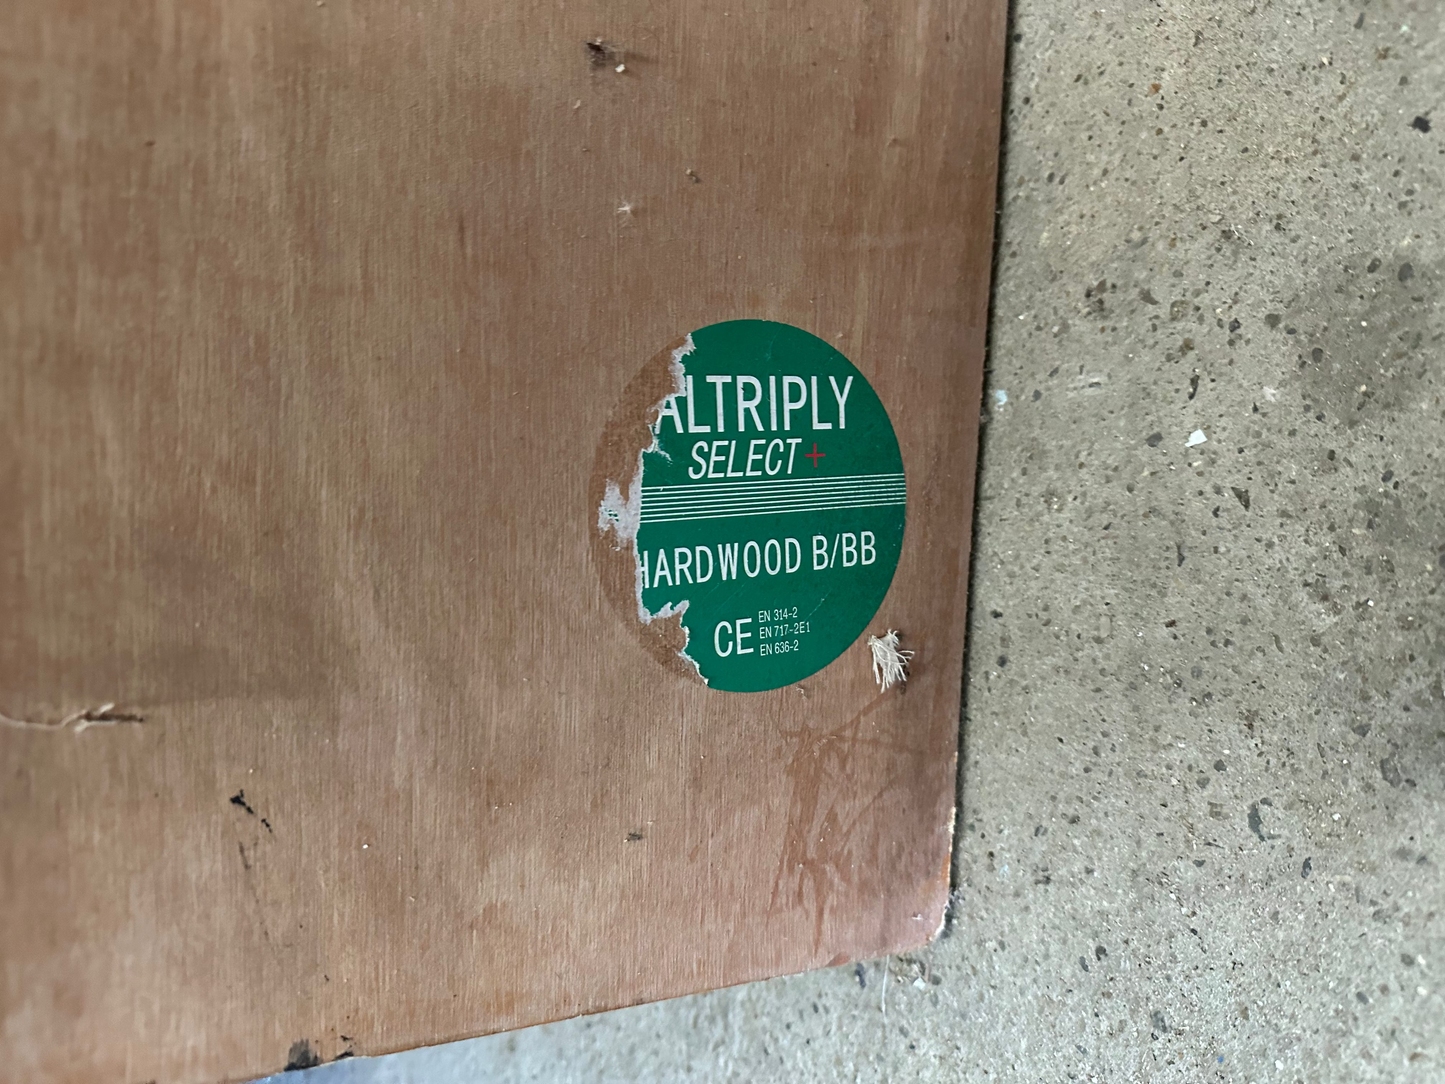 ALTRIPLY
SELECT+
HARDWOOD B/BB
CE
EN 314-2
EN 717-2E1
EN 636-2